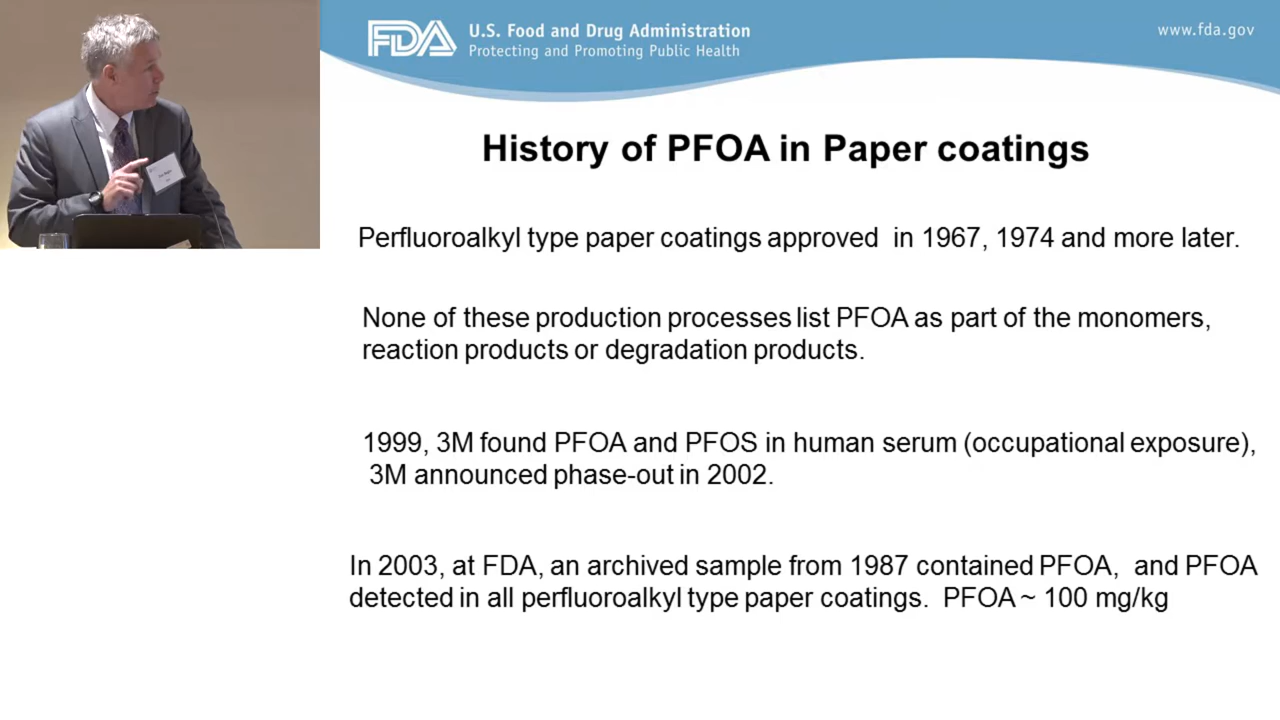 FDA
U.S. Food and Drug Administration
Protecting and Promoting Public Health
www.fda.gov
History of PFOA in Paper coatings
Perfluoroalkyl type paper coatings approved in 1967, 1974 and more later.
None of these production processes list PFOA as part of the monomers,
reaction products or degradation products.
1999, 3M found PFOA and PFOS in human serum (occupational exposure),
3M announced phase-out in 2002.
In 2003, at FDA, an archived sample from 1987 contained PFOA, and PFOA
detected in all perfluoroalkyl type paper coatings. PFOA ~ 100 mg/kg